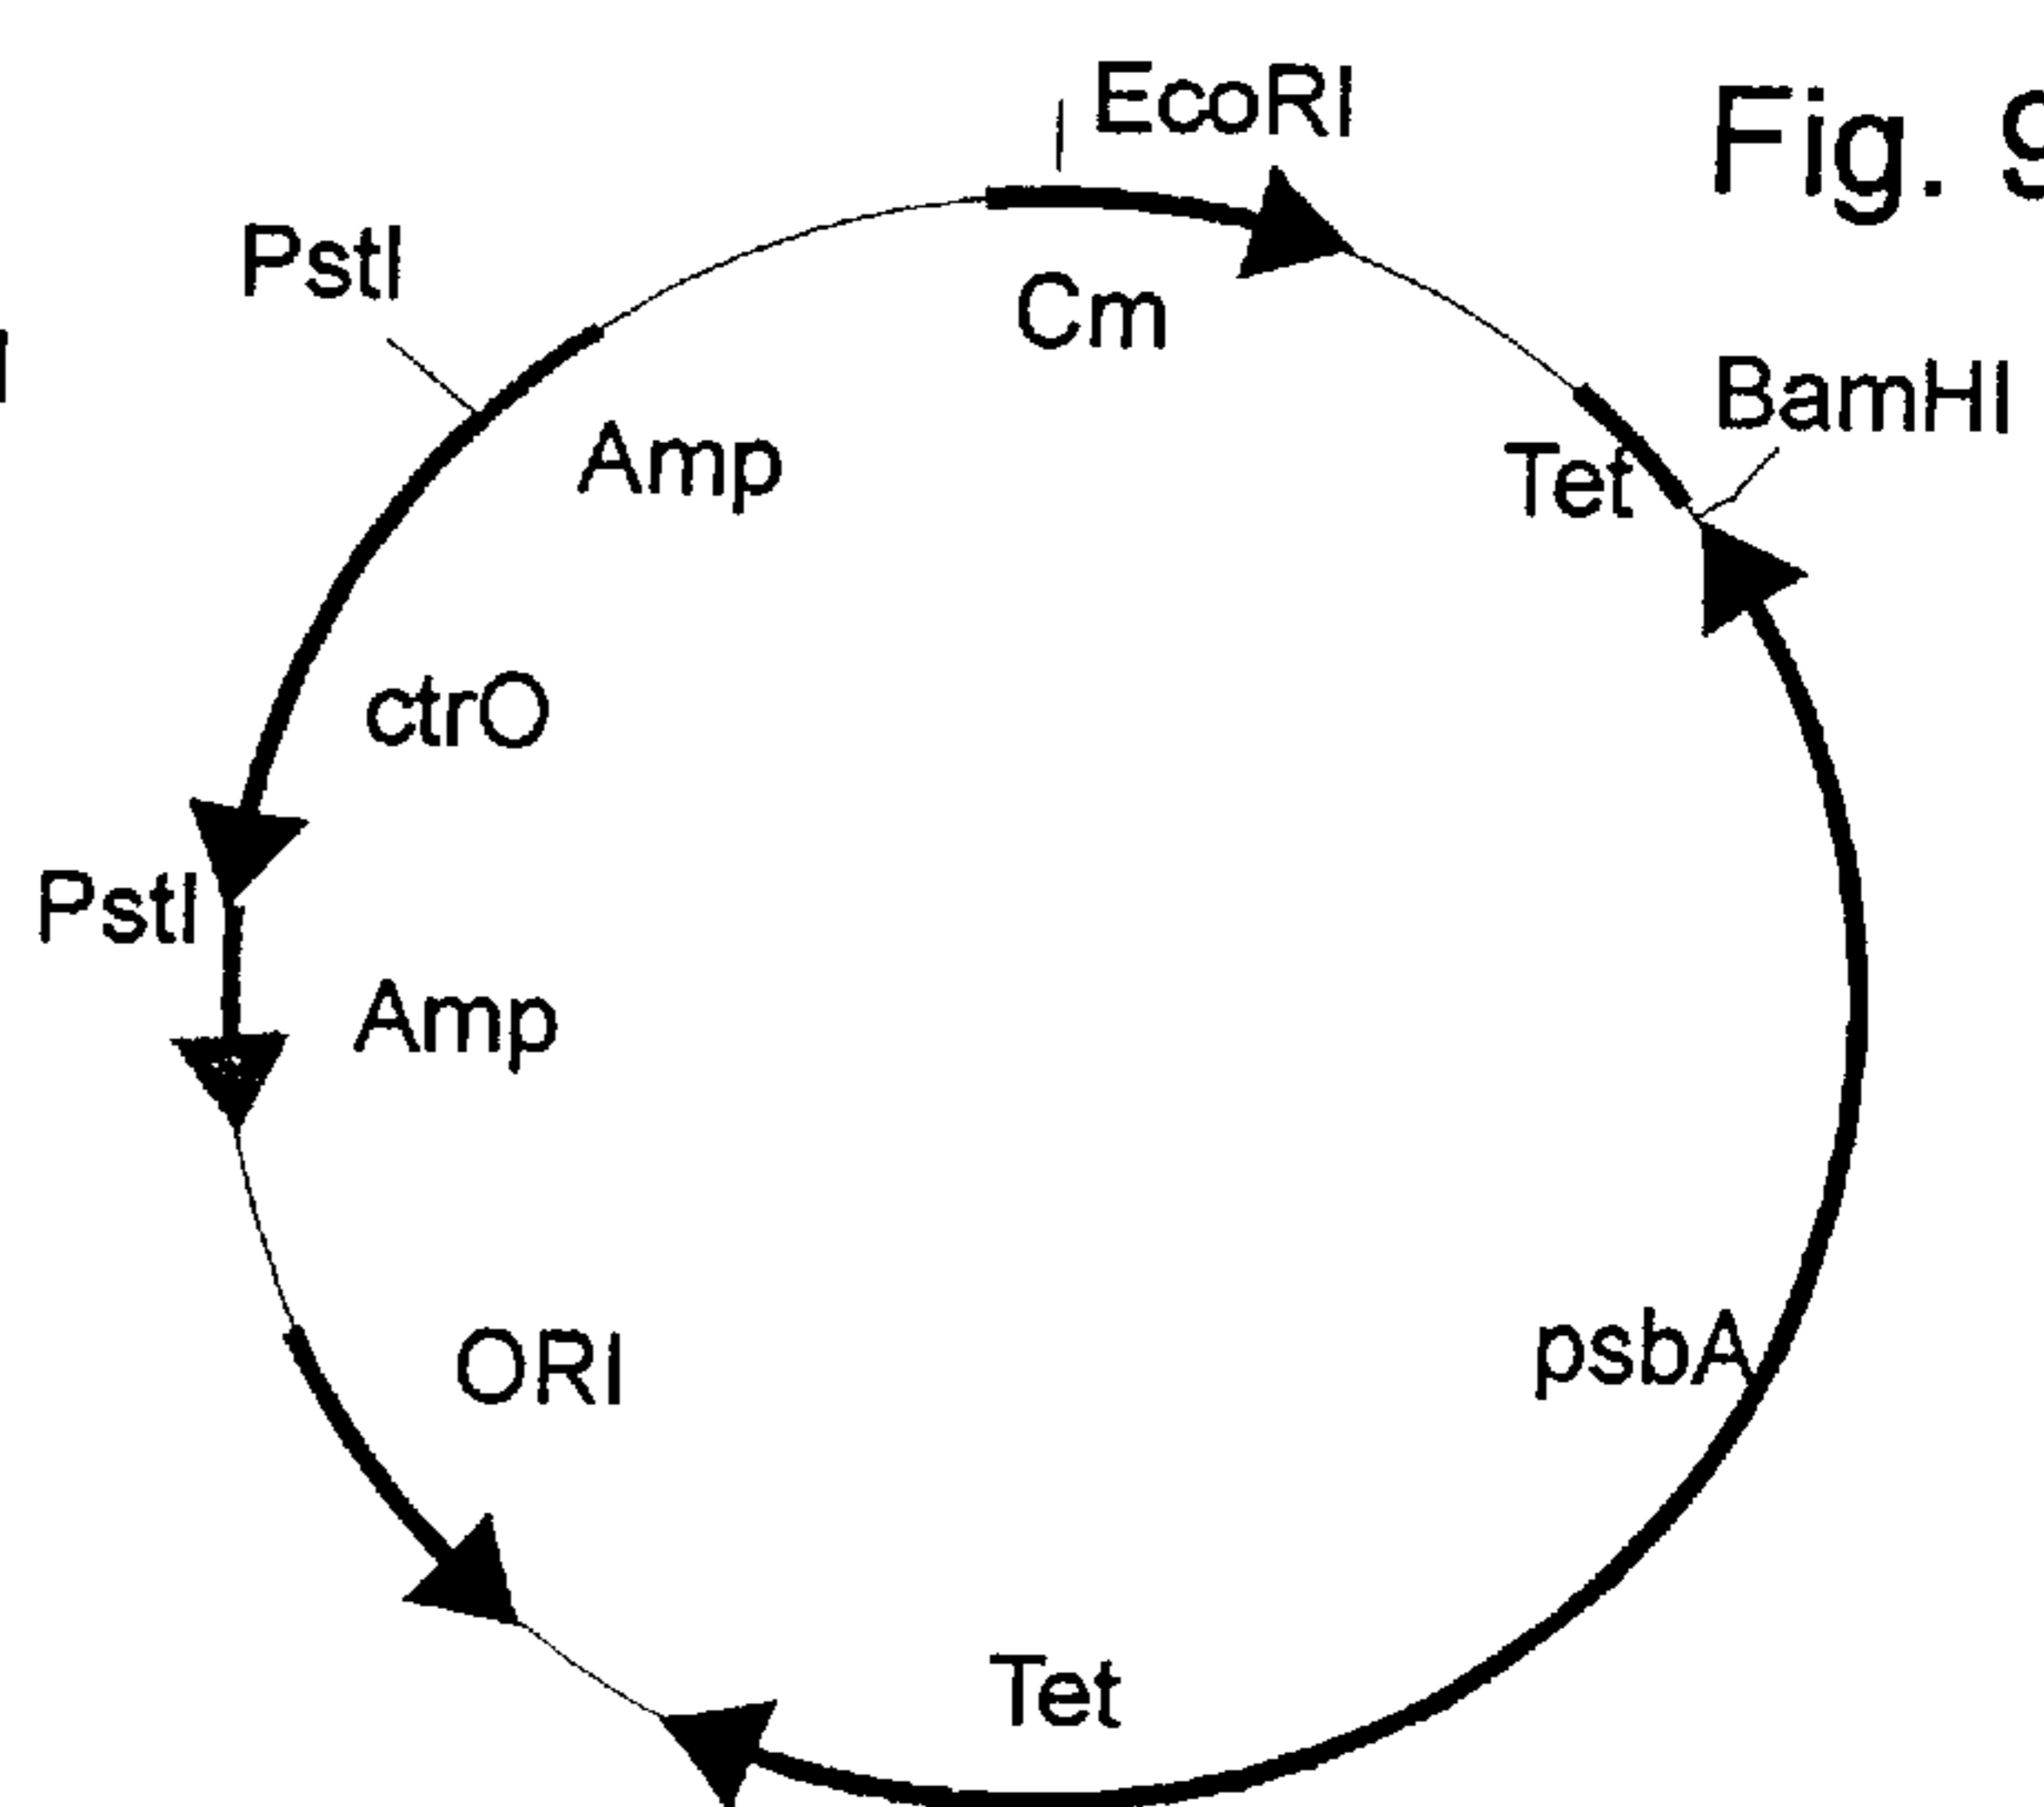 EcoRI
Fig. 9
PstI
Cm
BamHI
Amp
Tet
ctrO
PstI
Amp
ORI
psbA
Tet